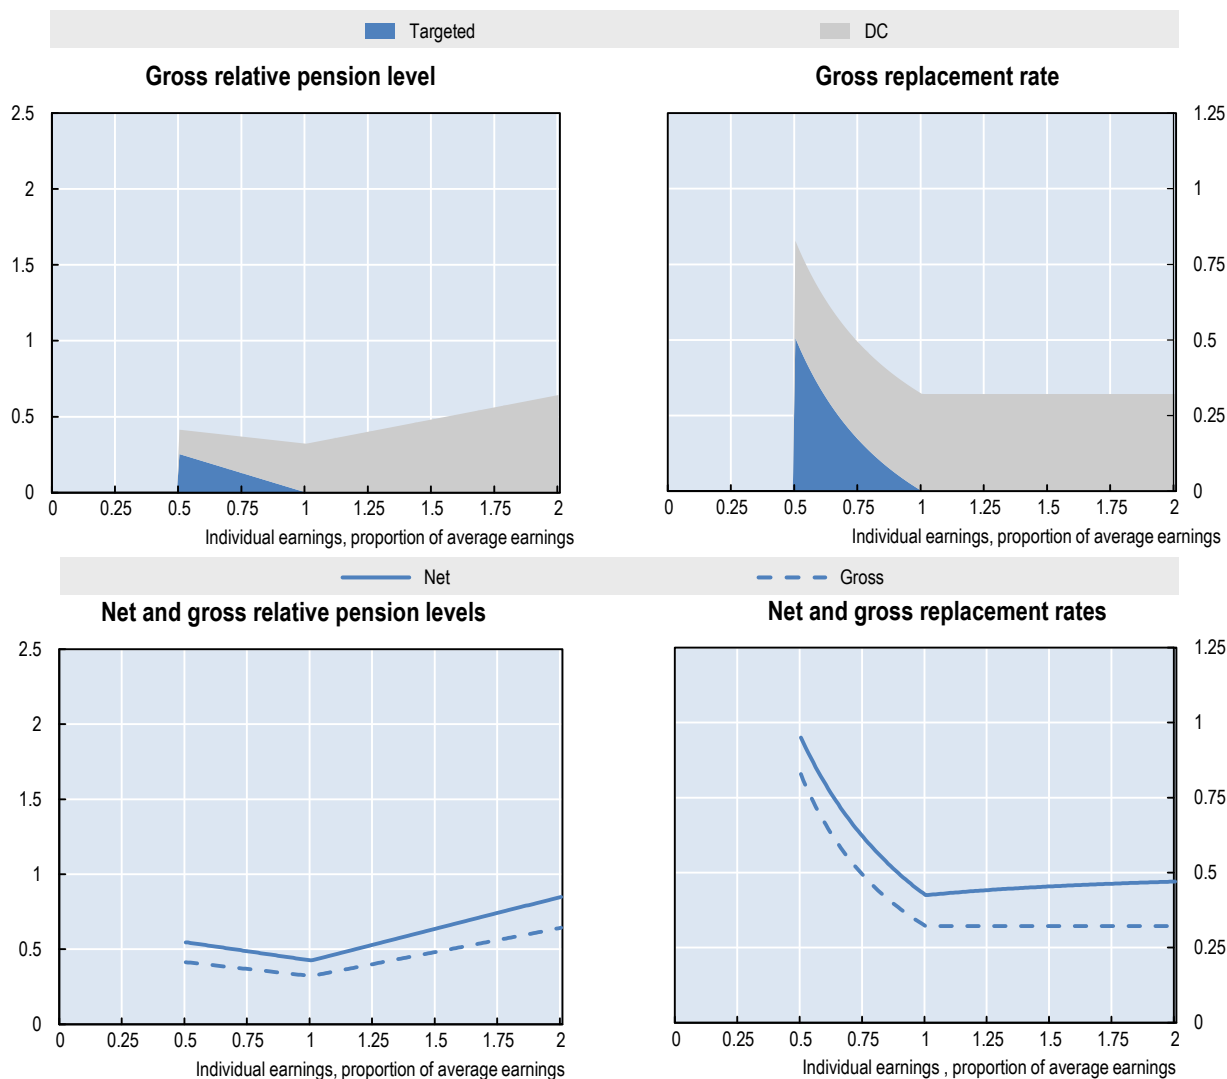 Targeted DC
Gross relative pension level
Gross replacement rate
2.5
2
1.5
1
0.5
0
0 0.25 0.5 0.75 1 1.25 1.5 1.75 2
Individual earnings, proportion of average earnings
1.25
1
0.75
0.5
0.25
0
0 0.25 0.5 0.75 1 1.25 1.5 1.75 2
Individual earnings, proportion of average earnings
Net Gross
Net and gross relative pension levels
Net and gross replacement rates
2.5
2
1.5
1
0.5
0
0 0.25 0.5 0.75 1 1.25 1.5 1.75 2
Individual earnings, proportion of average earnings
1.25
1
0.75
0.5
0.25
0
0 0.25 0.5 0.75 1 1.25 1.5 1.75 2
Individual earnings , proportion of average earnings